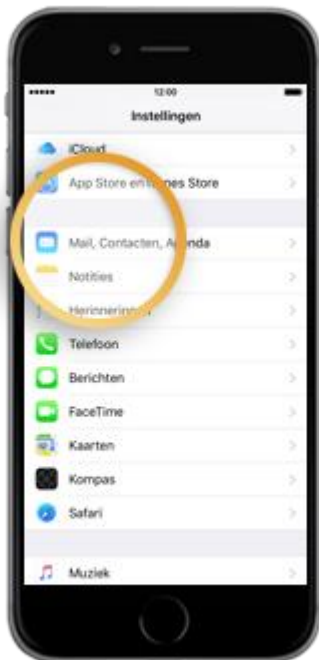 12:00
Instellingen
iCloud
App Store en iTunes Store
Mail, Contacten, Agenda
Notities
Herinneringen
Telefoon
Berichten
FaceTime
Kaarten
Kompas
Safari
Muziek